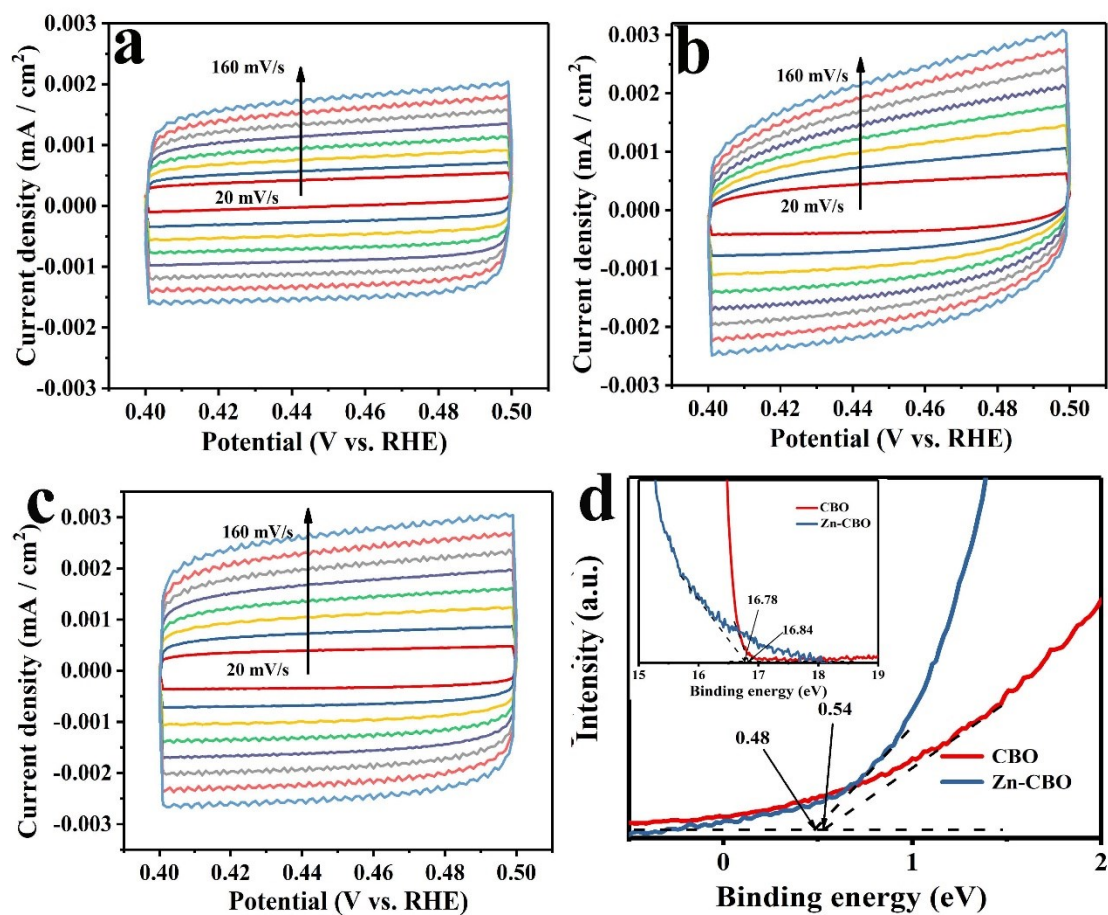 a
160 mV/s
20 mV/s
Current density (mA / cm²)
0.003
0.002
0.001
0.000
-0.001
-0.002
-0.003
0.40 0.42 0.44 0.46 0.48 0.50
Potential (V vs. RHE)
b
160 mV/s
20 mV/s
Current density (mA / cm²)
0.003
0.002
0.001
0.000
-0.001
-0.002
-0.003
0.40 0.42 0.44 0.46 0.48 0.50
Potential (V vs. RHE)
c
160 mV/s
20 mV/s
Current density (mA / cm²)
0.003
0.002
0.001
0.000
-0.001
-0.002
-0.003
0.40 0.42 0.44 0.46 0.48 0.50
Potential (V vs. RHE)
d
CBO
Zn-CBO
16.78
16.84
15 16 17 18 19
Binding energy (eV)
Intensity (a.u.)
0.54
0.48
CBO
Zn-CBO
0 1 2
Binding energy (eV)